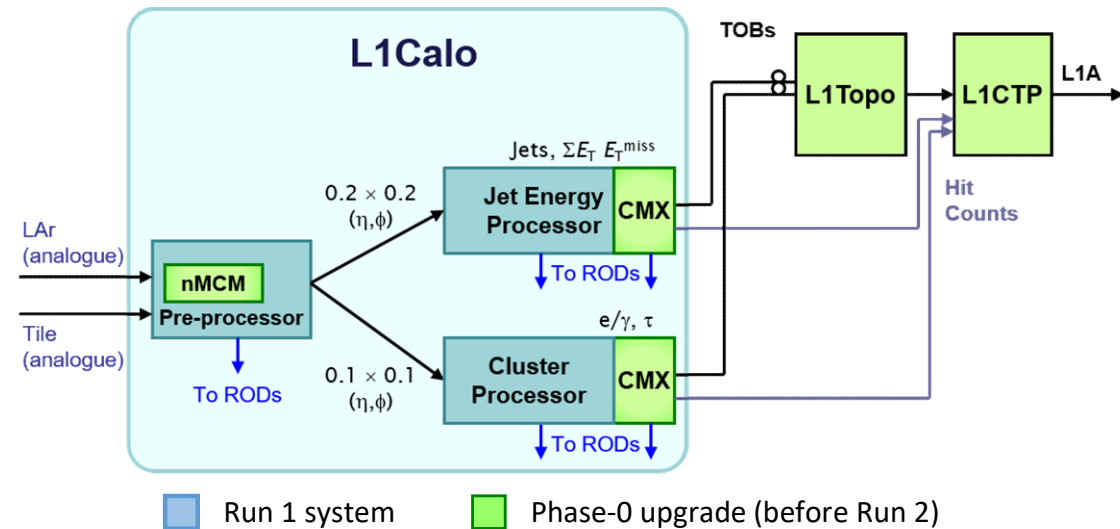 L1Calo
TOBs
L1Topo
L1CTP
L1A
Jets, ΣE_T E_T^miss
0.2 × 0.2
(η,ϕ)
Jet Energy
Processor
CMX
Hit
Counts
LAr
(analogue)
nMCM
Pre-processor
To RODs
Tile
(analogue)
To RODs
e/γ, τ
0.1 × 0.1
(η,ϕ)
Cluster
Processor
CMX
To RODs
Run 1 system
Phase-0 upgrade (before Run 2)